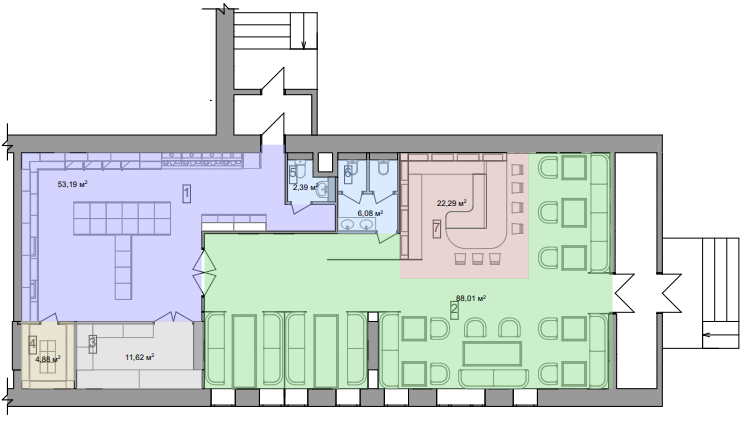 5
6
2,39 м²
53,19 м²
1
22,29 м²
6,08 м²
7
88,01 м²
2
4
3
4,88 м²
11,62 м²